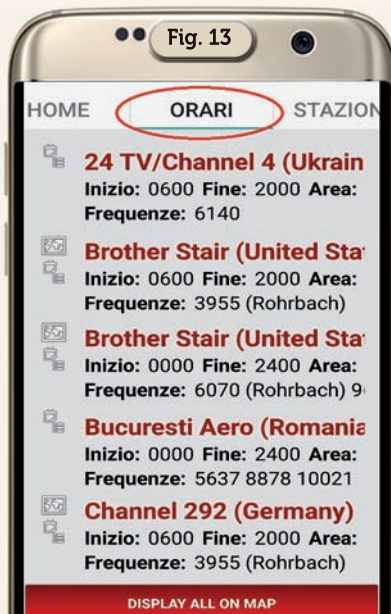 Fig. 13
HOME ORARI STAZION
24 TV/Channel 4 (Ukrain
Inizio: 0600 Fine: 2000 Area:
Frequenze: 6140
Brother Stair (United Sta
Inizio: 0600 Fine: 2000 Area:
Frequenze: 3955 (Rohrbach)
Brother Stair (United Sta
Inizio: 0000 Fine: 2400 Area:
Frequenze: 6070 (Rohrbach) 9
Bucuresti Aero (Romania
Inizio: 0000 Fine: 2400 Area:
Frequenze: 5637 8878 10021
Channel 292 (Germany)
Inizio: 0600 Fine: 2000 Area:
Frequenze: 3955 (Rohrbach)
DISPLAY ALL ON MAP